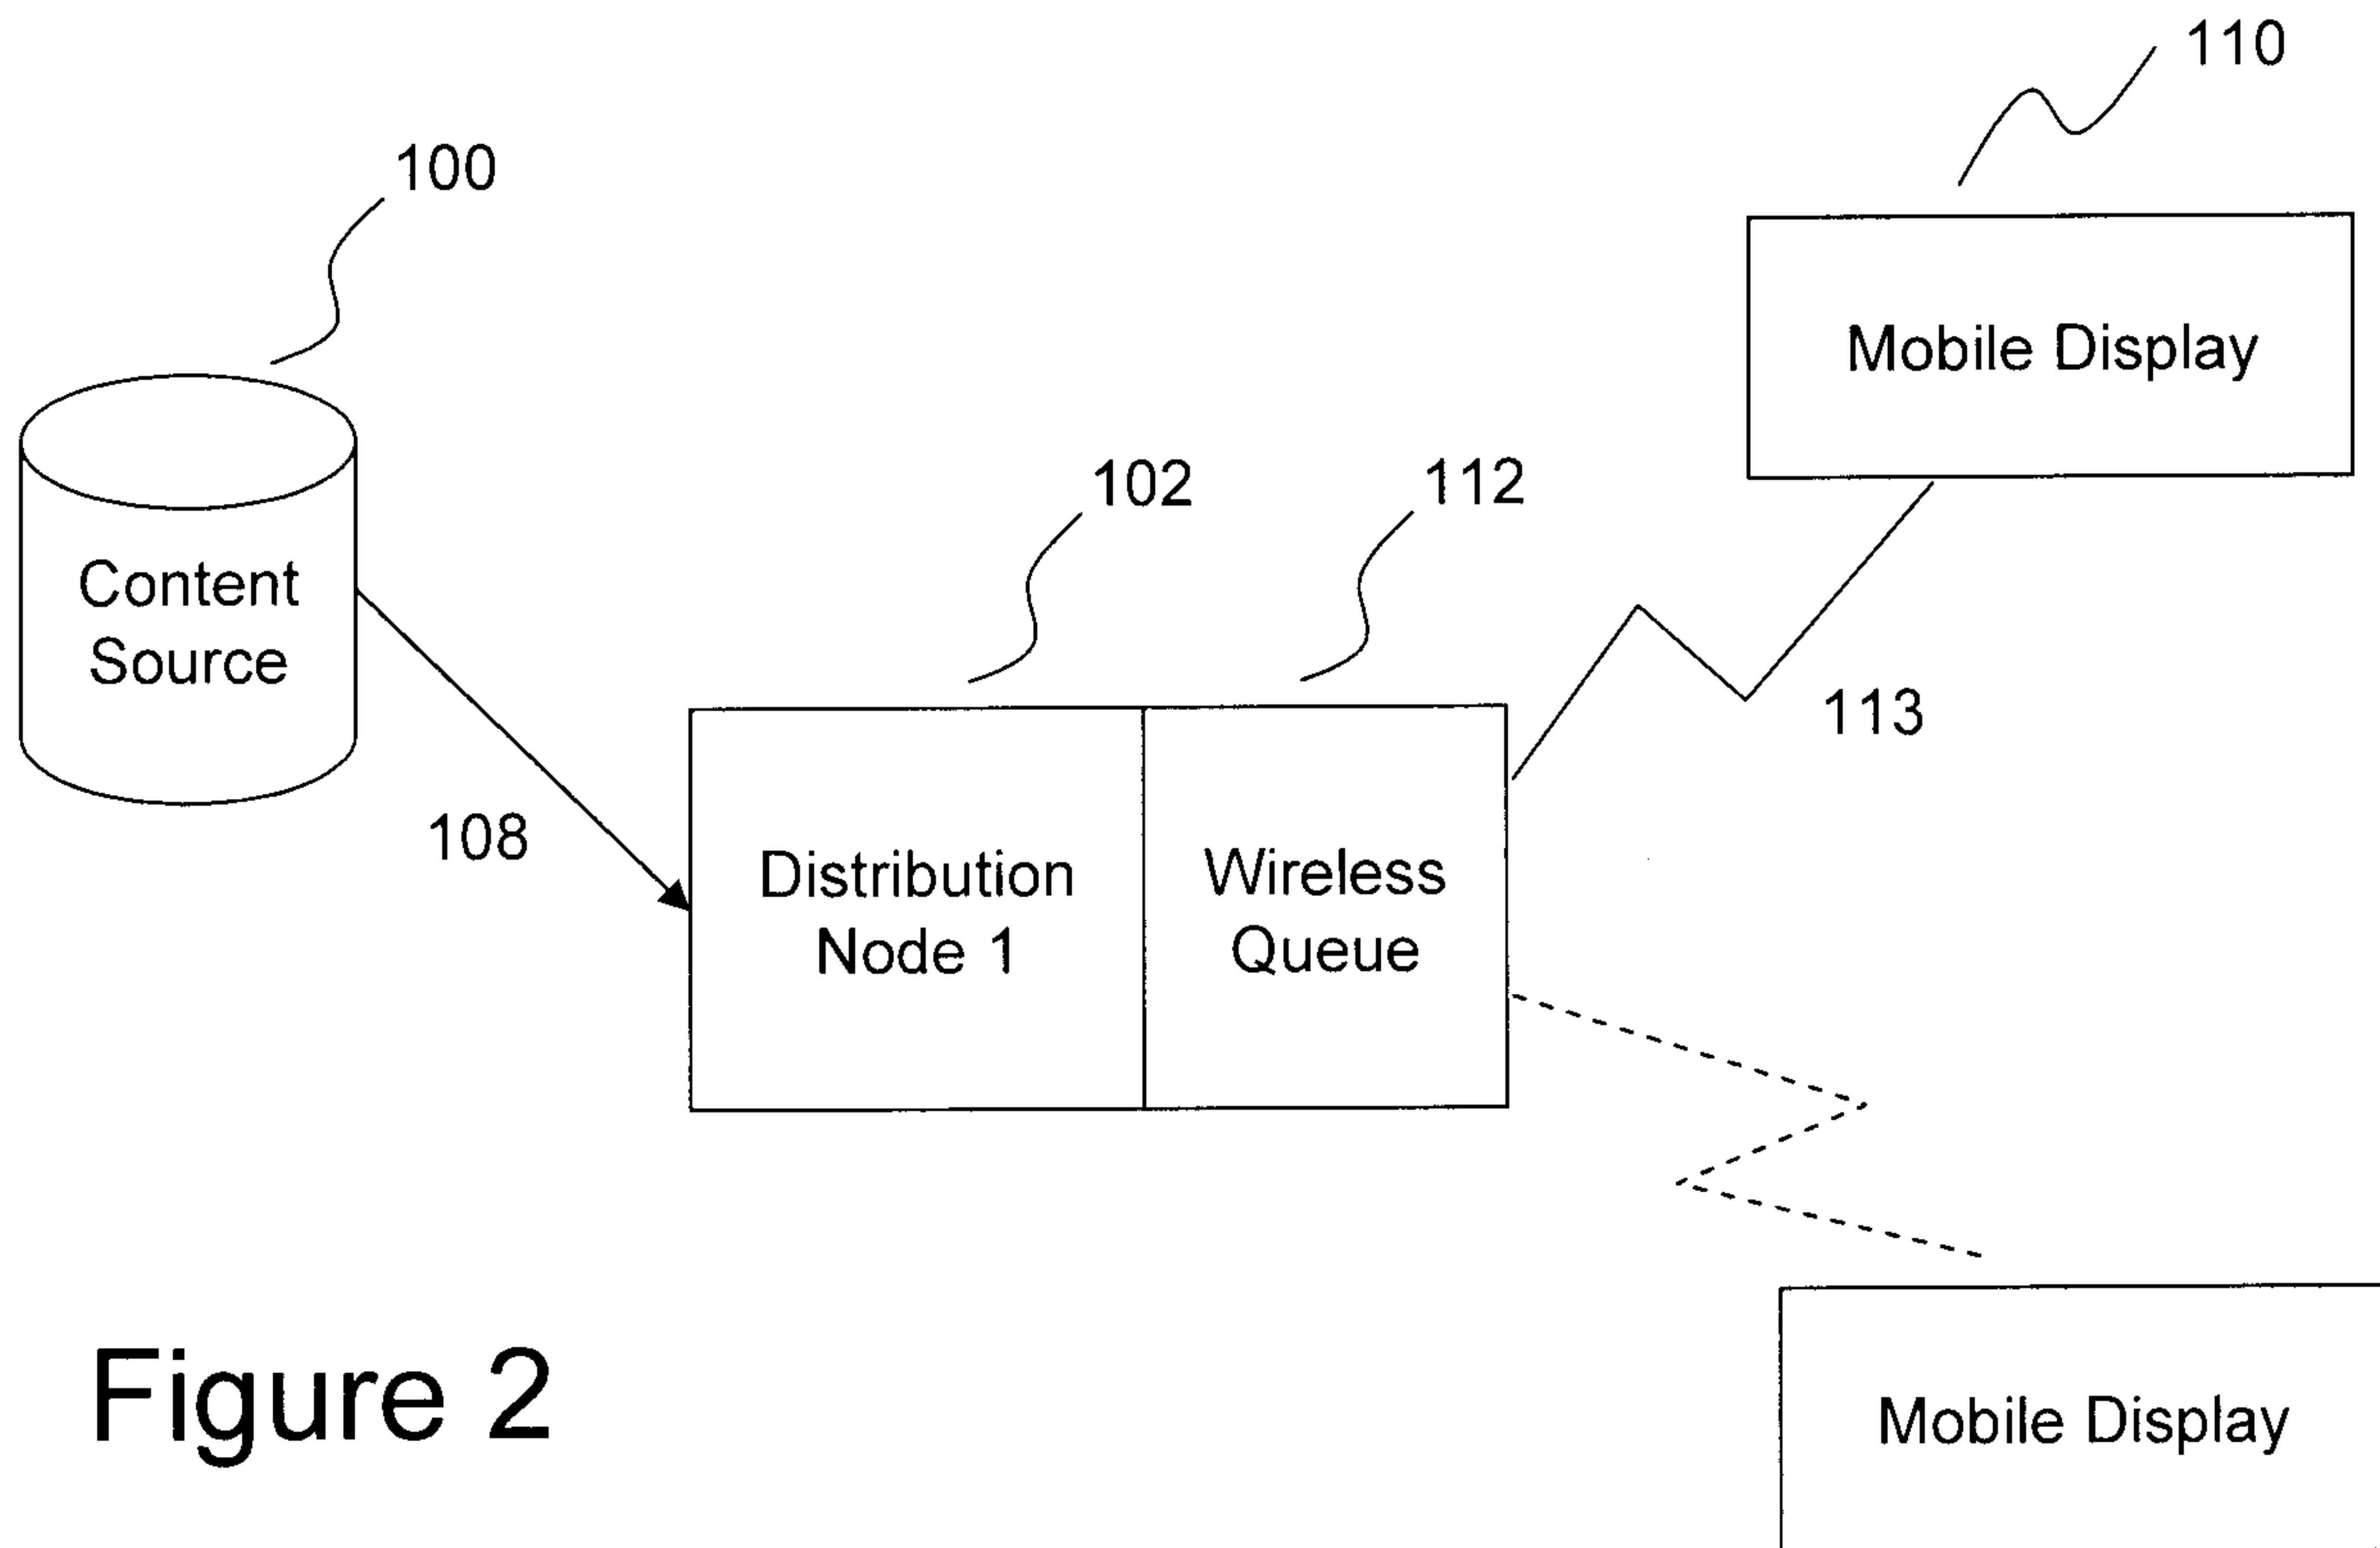 110
100
Mobile Display
102
112
Content
Source
113
108
Distribution
Node 1
Wireless
Queue
Figure 2
Mobile Display